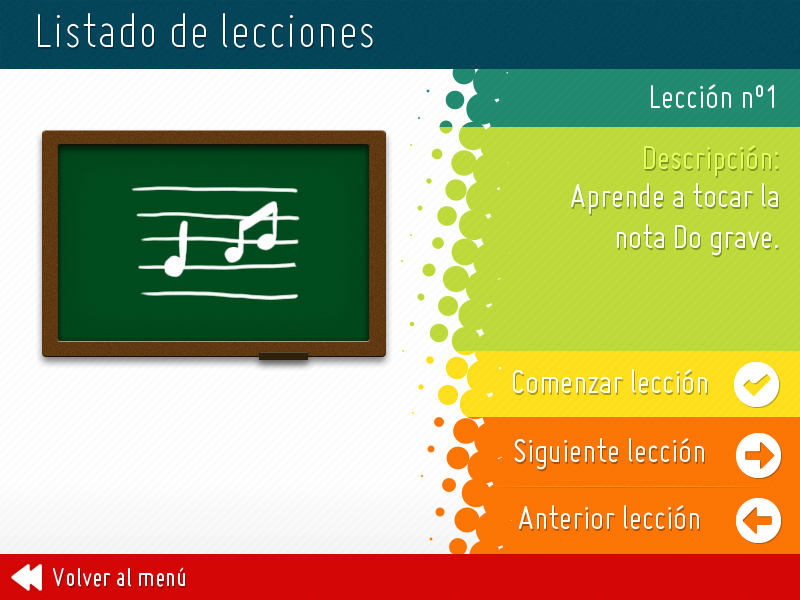 Listado de lecciones
Lección nº1
Descripción:
Aprende a tocar la
nota Do grave.
Comenzar lección
Siguiente lección
Anterior lección
Volver al menú